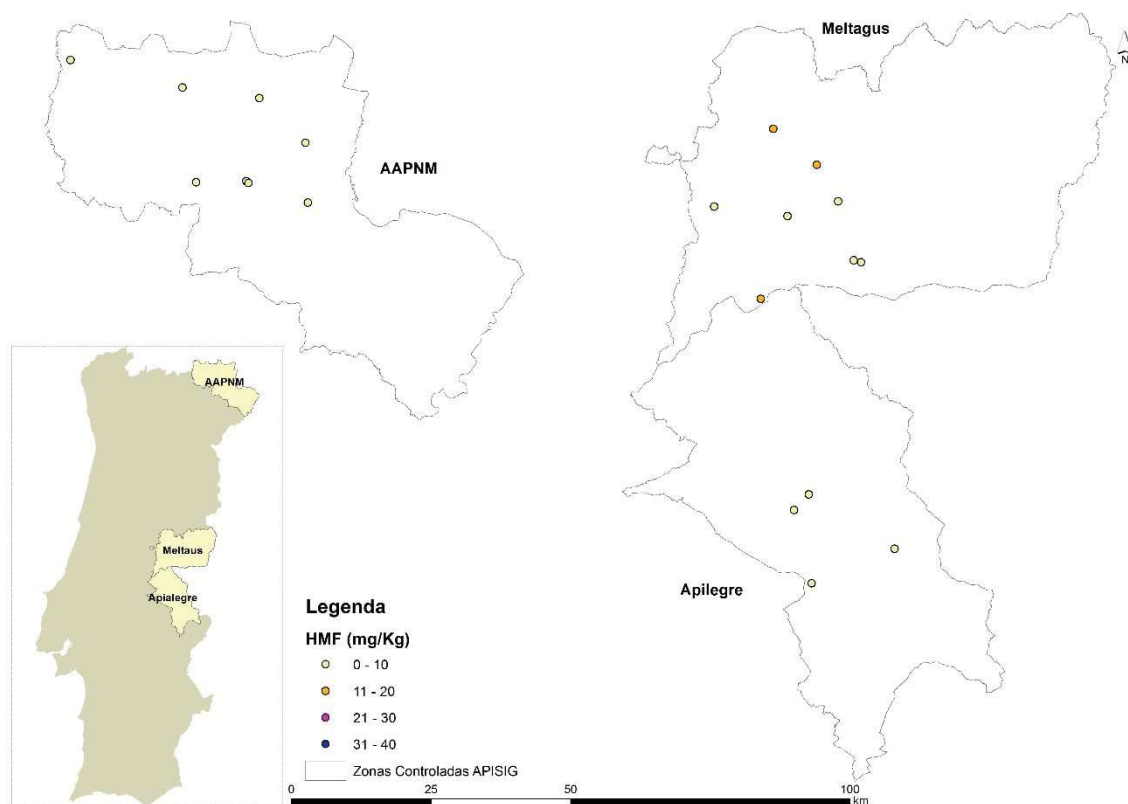 Meltagus
N
AAPNM
AAPNM
Meltaus
Apialegre
Apilegre
Legenda
HMF (mg/Kg)
0 - 10
11 - 20
21 - 30
31 - 40
Zonas Controladas APISIG
0 25 50 100
km